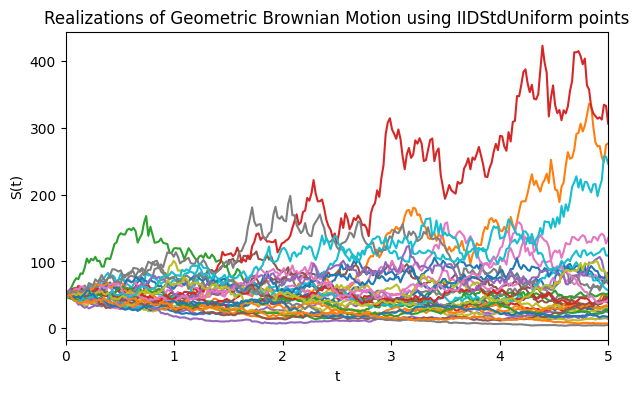 Realizations of Geometric Brownian Motion using IIDStdUniform points
400
300
200
100
0
S(t)
0 1 2 3 4 5
t